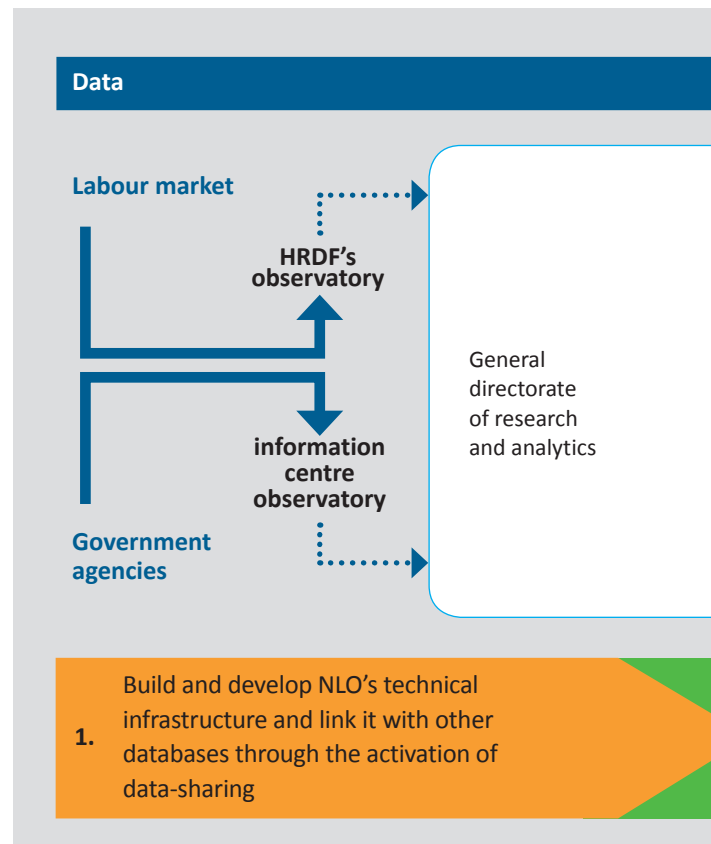 Data
Labour market
HRDF's
observatory
General
directorate
of research
and analytics
information
centre
observatory
Government
agencies
1.
Build and develop NLO's technical
infrastructure and link it with other
databases through the activation of
data-sharing